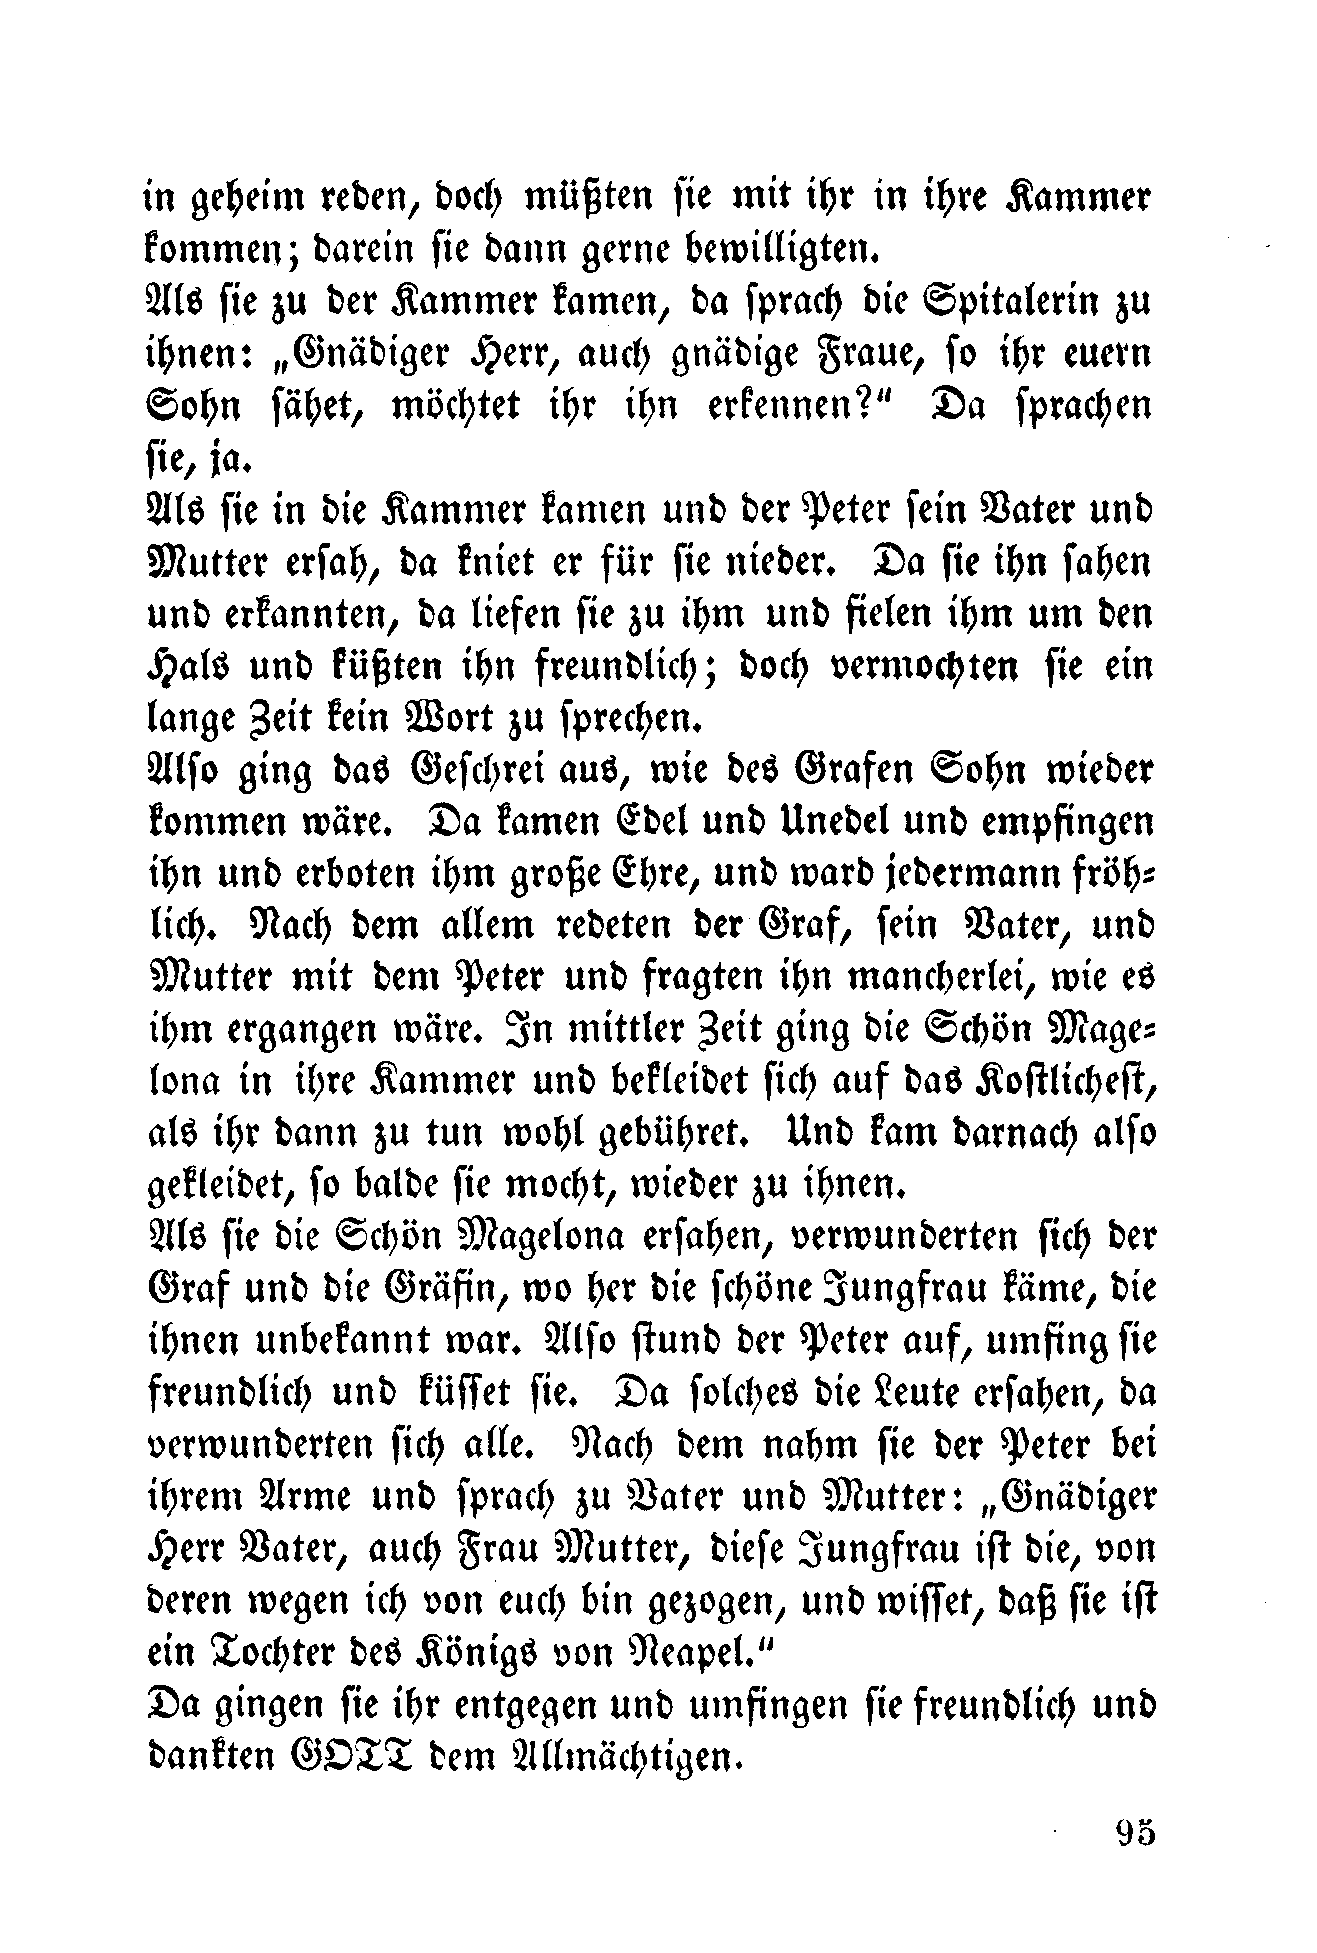 in geheim reden, doch müßten sie mit ihr in ihre Kammer
kommen; darein sie dann gerne bewilligten.
Als sie zu der Kammer kamen, da sprach die Spitalerin zu
ihnen: „Gnädiger Herr, auch gnädige Fraue, so ihr euern
Sohn sähet, möchtet ihr ihn erkennen?“ Da sprachen
sie, ja.
Als sie in die Kammer kamen und der Peter sein Vater und
Mutter ersah, da kniet er für sie nieder. Da sie ihn sahen
und erkannten, da liefen sie zu ihm und fielen ihm um den
Hals und küßten ihn freundlich; doch vermochten sie ein
lange Zeit kein Wort zu sprechen.
Also ging das Geschrei aus, wie des Grafen Sohn wieder
kommen wäre. Da kamen Edel und Unedel und empfingen
ihn und erboten ihm große Ehre, und ward jedermann fröh-
lich. Nach dem allem redeten der Graf, sein Vater, und
Mutter mit dem Peter und fragten ihn mancherlei, wie es
ihm ergangen wäre. In mittler Zeit ging die Schön Mage-
lona in ihre Kammer und bekleidet sich auf das Kostlichest,
als ihr dann zu tun wohl gebühret. Und kam darnach also
gekleidet, so balde sie mocht, wieder zu ihnen.
Als sie die Schön Magelona ersahen, verwunderten sich der
Graf und die Gräfin, wo her die schöne Jungfrau käme, die
ihnen unbekannt war. Also stund der Peter auf, umfing sie
freundlich und küsset sie. Da solches die Leute ersahen, da
verwunderten sich alle. Nach dem nahm sie der Peter bei
ihrem Arme und sprach zu Vater und Mutter: „Gnädiger
Herr Vater, auch Frau Mutter, diese Jungfrau ist die, von
deren wegen ich von euch bin gezogen, und wisset, daß sie ist
ein Tochter des Königs von Neapel.“
Da gingen sie ihr entgegen und umfingen sie freundlich und
dankten GOTT dem Allmächtigen.
95